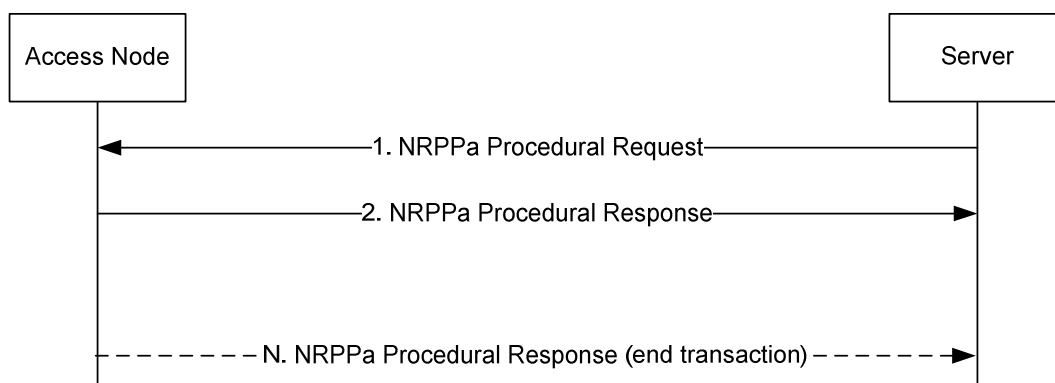 Access Node
Server
1. NRPPa Procedural Request
2. NRPPa Procedural Response
N. NRPPa Procedural Response (end transaction)